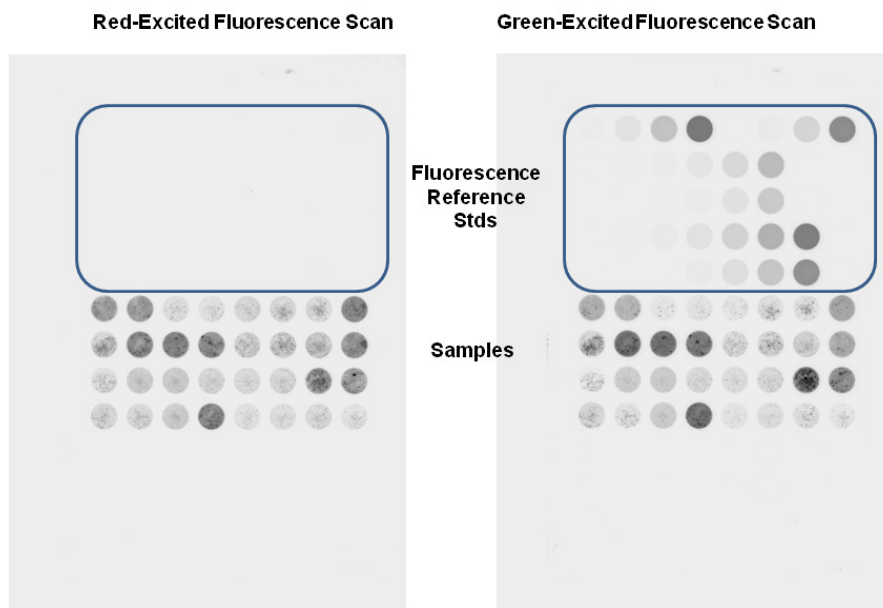 Red-Excited Fluorescence Scan
Green-Excited Fluorescence Scan
Fluorescence
Reference
Stds
Samples